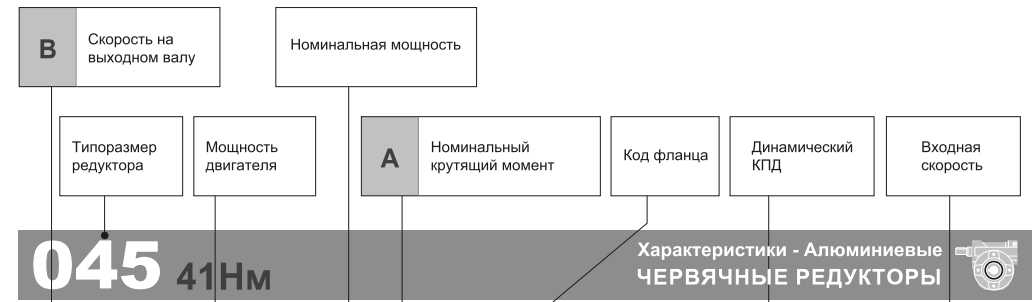 B
Скорость на
выходном валу
Номинальная мощность
Типоразмер
редуктора
Мощность
двигателя
A
Номинальный
крутящий момент
Код фланца
Динамический
КПД
Входная
скорость
045 41Нм
Характеристики - Алюминиевые
ЧЕРВЯЧНЫЕ РЕДУКТОРЫ